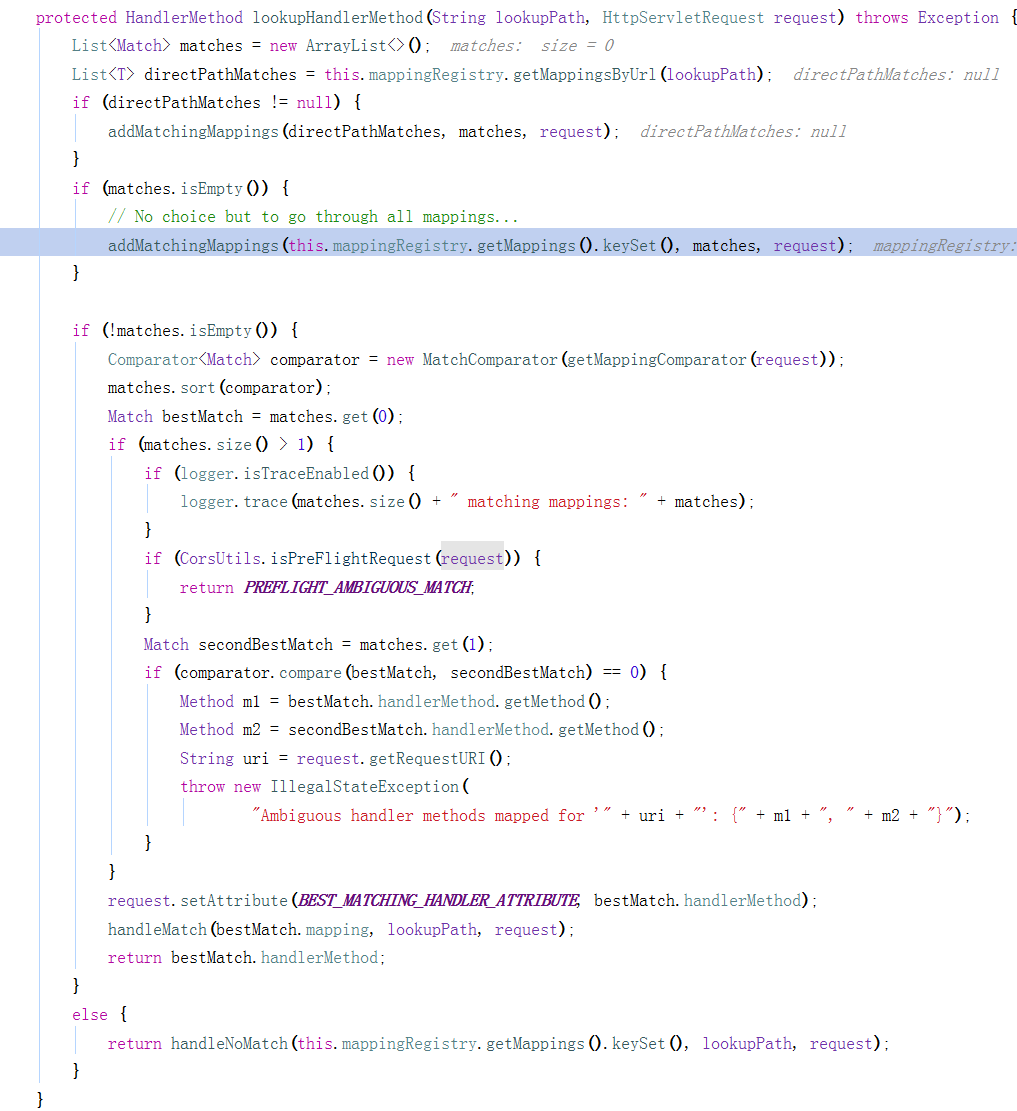 protected HandlerMethod lookupHandlerMethod(String lookupPath, HttpServletRequest request) throws Exception {
    List<Match> matches = new ArrayList<>();  matches:  size = 0
    List<T> directPathMatches = this.mappingRegistry.getMappingsByUrl(lookupPath);  directPathMatches: null
    if (directPathMatches != null) {
        addMatchingMappings(directPathMatches, matches, request);  directPathMatches: null
    }
    if (matches.isEmpty()) {
        // No choice but to go through all mappings...
        addMatchingMappings(this.mappingRegistry.getMappings().keySet(), matches, request);  mappingRegistry:
    }
    if (!matches.isEmpty()) {
        Comparator<Match> comparator = new MatchComparator(getMappingComparator(request));
        matches.sort(comparator);
        Match bestMatch = matches.get(0);
        if (matches.size() > 1) {
            if (logger.isTraceEnabled()) {
                logger.trace(matches.size() + " matching mappings: " + matches);
            }
            if (CorsUtils.isPreFlightRequest(request)) {
                return PREFLIGHT_AMBIGUOUS_MATCH;
            }
            Match secondBestMatch = matches.get(1);
            if (comparator.compare(bestMatch, secondBestMatch) == 0) {
                Method m1 = bestMatch.handlerMethod.getMethod();
                Method m2 = secondBestMatch.handlerMethod.getMethod();
                String uri = request.getRequestURI();
                throw new IllegalStateException(
                        "Ambiguous handler methods mapped for '" + uri + "': {" + m1 + ", " + m2 + "}");
            }
        }
        request.setAttribute(BEST_MATCHING_HANDLER_ATTRIBUTE, bestMatch.handlerMethod);
        handleMatch(bestMatch.mapping, lookupPath, request);
        return bestMatch.handlerMethod;
    }
    else {
        return handleNoMatch(this.mappingRegistry.getMappings().keySet(), lookupPath, request);
    }
}